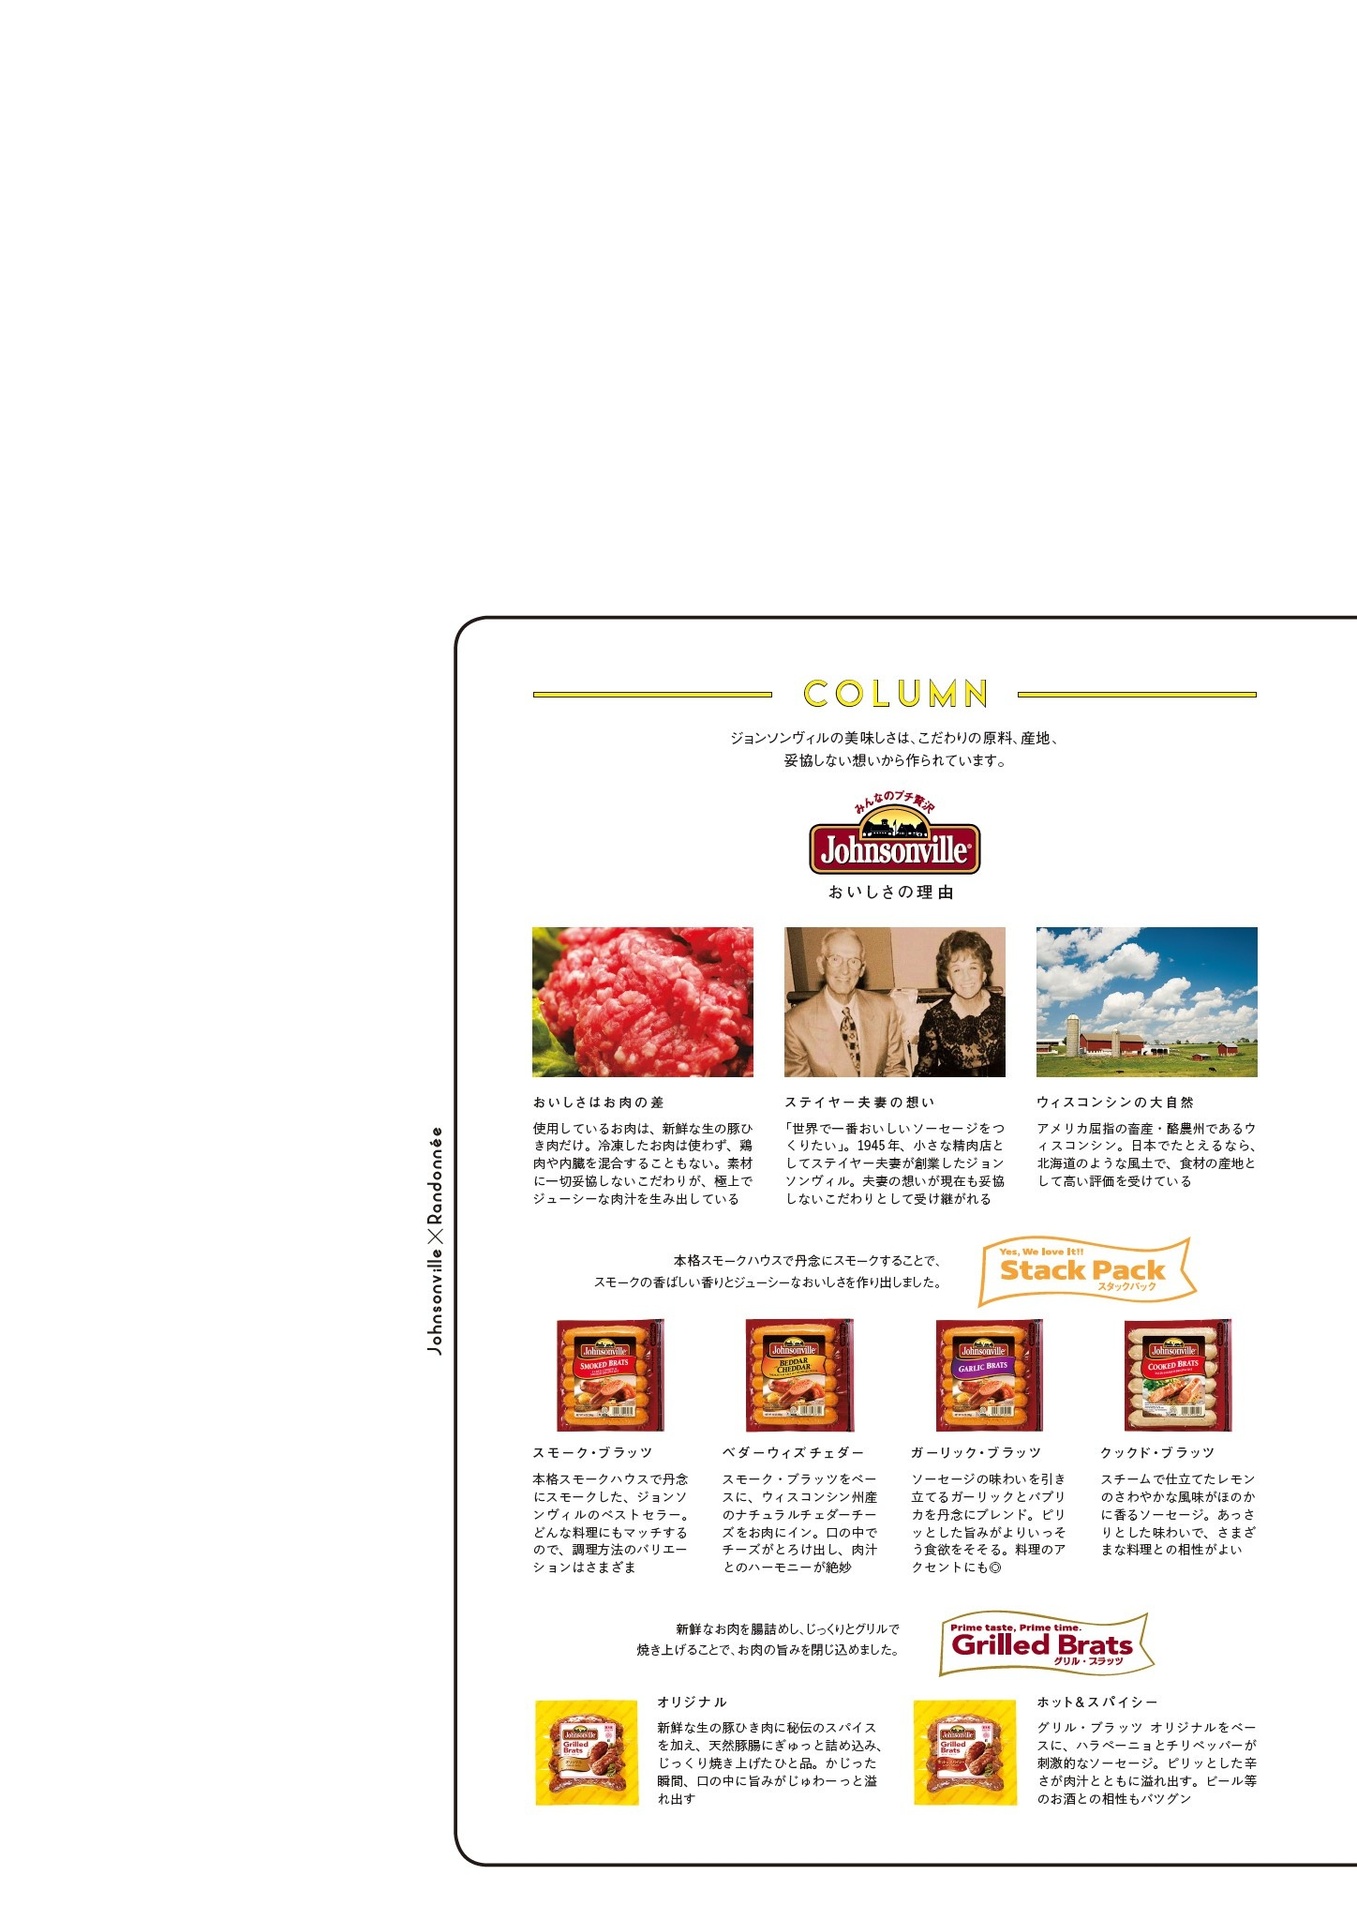 COLUMN
ジョンソンヴィルの美味しさは、こだわりの原料、産地、
妥協しない想いから作られています。
みんなのプチ贅沢
Johnsonville
おいしさの理由
おいしさはお肉の差
使用しているお肉は、新鮮な生の豚ひ
き肉だけ。冷凍したお肉は使わず、鶏
肉や内臓を混合することもない。素材
に一切妥協しないこだわりが、極上で
ジューシーな肉汁を生み出している
ステイヤー夫妻の想い
「世界で一番おいしいソーセージをつ
くりたい」。1945年、小さな精肉店と
してステイヤー夫妻が創業したジョン
ソンヴィル。夫妻の想いが現在も妥協
しないこだわりとして受け継がれる
ウィスコンシンの大自然
アメリカ屈指の畜産・酪農州であるウ
ィスコンシン。日本でたとえるなら、
北海道のような風土で、食材の産地と
して高い評価を受けている
Johnsonville×Randonnée
本格スモークハウスで丹念にスモークすることで、
スモークの香ばしい香りとジューシーなおいしさを作り出しました。
Yes, We love It!!
Stack Pack
スタックパック
Johnsonville
SMOKED BRATS
Johnsonville
BEDDAR
CHEDDAR
Johnsonville
GARLIC BRATS
Johnsonville
COOKED BRATS
スモーク・ブラッツ
本格スモークハウスで丹念
にスモークした、ジョンソ
ンヴィルのベストセラー。
どんな料理にもマッチする
ので、調理方法のバリエー
ションはさまざま
ベダーウィズチェダー
スモーク・ブラッツをベー
スに、ウィスコンシン州産
のナチュラルチェダーチー
ズをお肉にイン。口の中で
チーズがとろけ出し、肉汁
とのハーモニーが絶妙
ガーリック・ブラッツ
ソーセージの味わいを引き
立てるガーリックとパプリ
カを丹念にブレンド。ピリ
ッとした旨みがよりいっそ
う食欲をそそる。料理のア
クセントにも◎
クックド・ブラッツ
スチームで仕立てたレモン
のさわやかな風味がほのか
に香るソーセージ。あっさ
りとした味わいで、さまざ
まな料理との相性がよい
新鮮なお肉を腸詰めし、じっくりとグリルで
焼き上げることで、お肉の旨みを閉じ込めました。
Prime taste, Prime time.
Grilled Brats
グリル・ブラッツ
Johnsonville
Grilled
Brats
オリジナル
新鮮な生の豚ひき肉に秘伝のスパイス
を加え、天然豚腸にぎゅっと詰め込み、
じっくり焼き上げたひと品。かじった
瞬間、口の中に旨みがじゅわーっと溢
れ出す
Johnsonville
Grilled
Brats
ホット&スパイシー
グリル・ブラッツ オリジナルをベー
スに、ハラペーニョとチリペッパーが
刺激的なソーセージ。ピリッとした辛
さが肉汁とともに溢れ出す。ビール等
のお酒との相性もバツグン